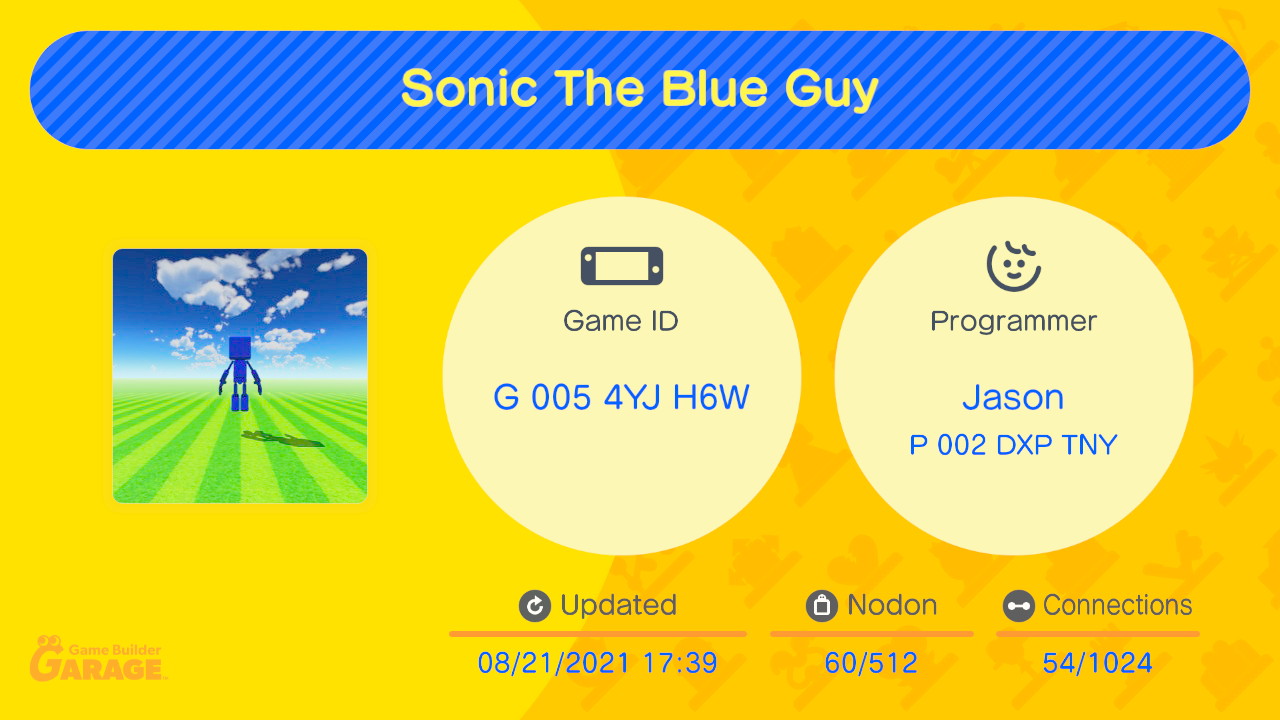 Sonic The Blue Guy
Game ID
G 005 4YJ H6W
Programmer
Jason
P 002 DXP TNY
Updated
08/21/2021 17:39
Nodon
60/512
Connections
54/1024
Game Builder
GARAGE™